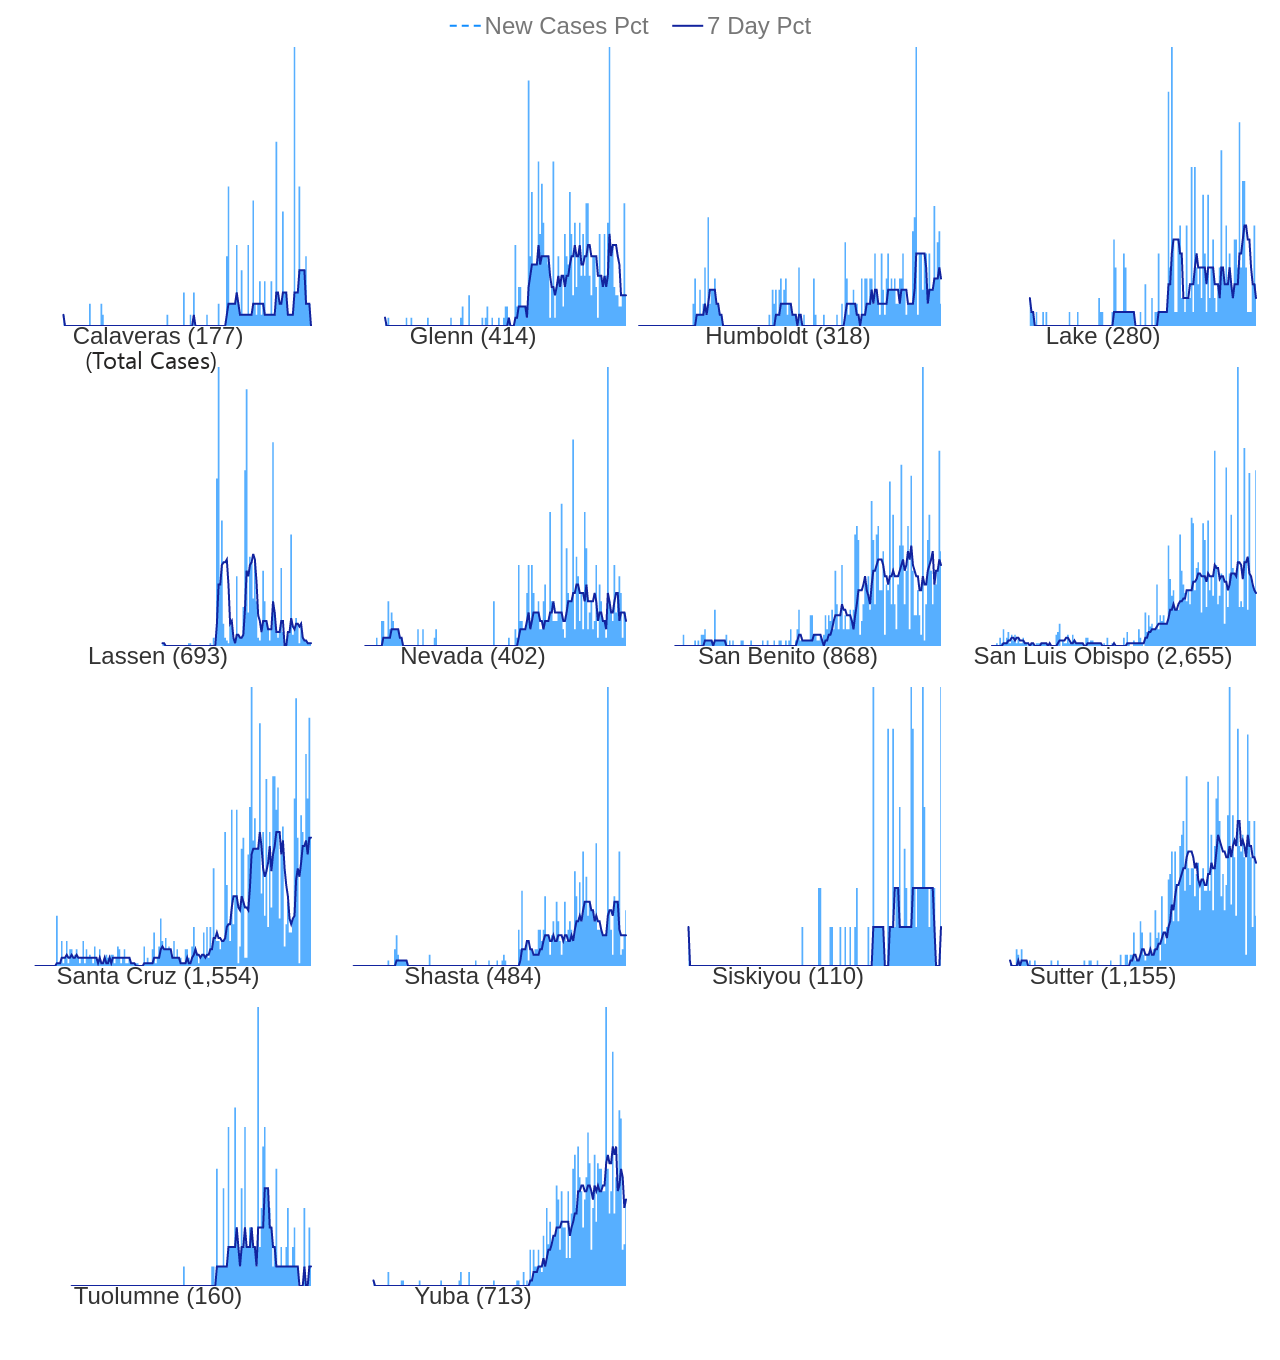 New Cases Pct 7 Day Pct
Calaveras (177) Glenn (414) Humboldt (318) Lake (280)
(Total Cases)
Lassen (693) Nevada (402) San Benito (868) San Luis Obispo (2,655)
Santa Cruz (1,554) Shasta (484) Siskiyou (110) Sutter (1,155)
Tuolumne (160) Yuba (713)